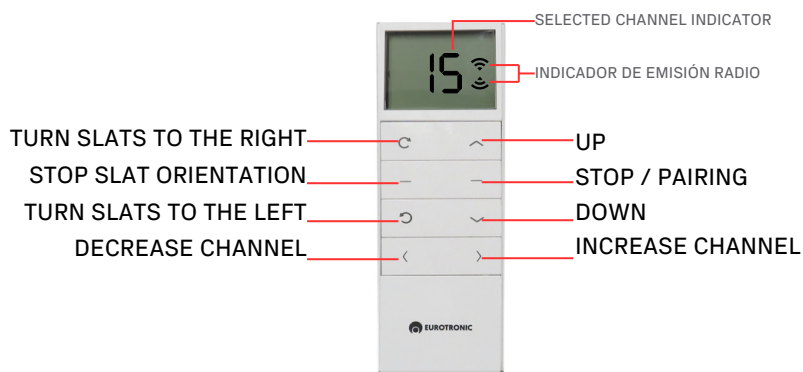 SELECTED CHANNEL INDICATOR
15
INDICADOR DE EMISIÓN RADIO
TURN SLATS TO THE RIGHT
UP
STOP SLAT ORIENTATION
STOP / PAIRING
TURN SLATS TO THE LEFT
DOWN
DECREASE CHANNEL
INCREASE CHANNEL
EUROTRONIC